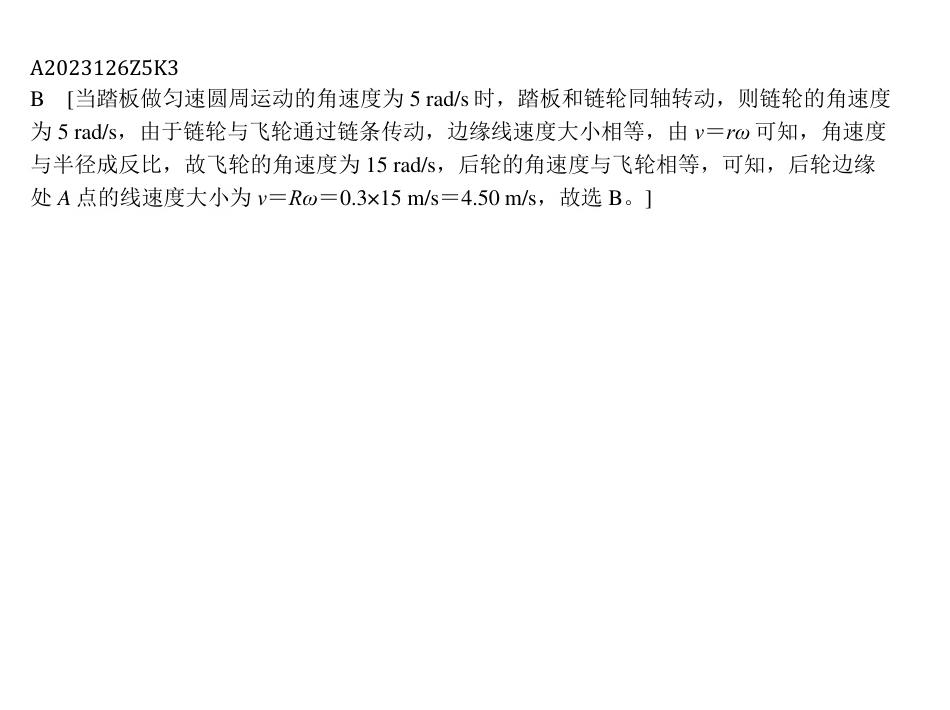 A2023126Z5K3
B [当踏板做匀速圆周运动的角速度为 5 rad/s 时，踏板和链轮同轴转动，则链轮的角速度
为 5 rad/s，由于链轮与飞轮通过链条传动，边缘线速度大小相等，由 v＝rω 可知，角速度
与半径成反比，故飞轮的角速度为 15 rad/s，后轮的角速度与飞轮相等，可知，后轮边缘
处 A 点的线速度大小为 v＝Rω＝0.3×15 m/s＝4.50 m/s，故选 B。]